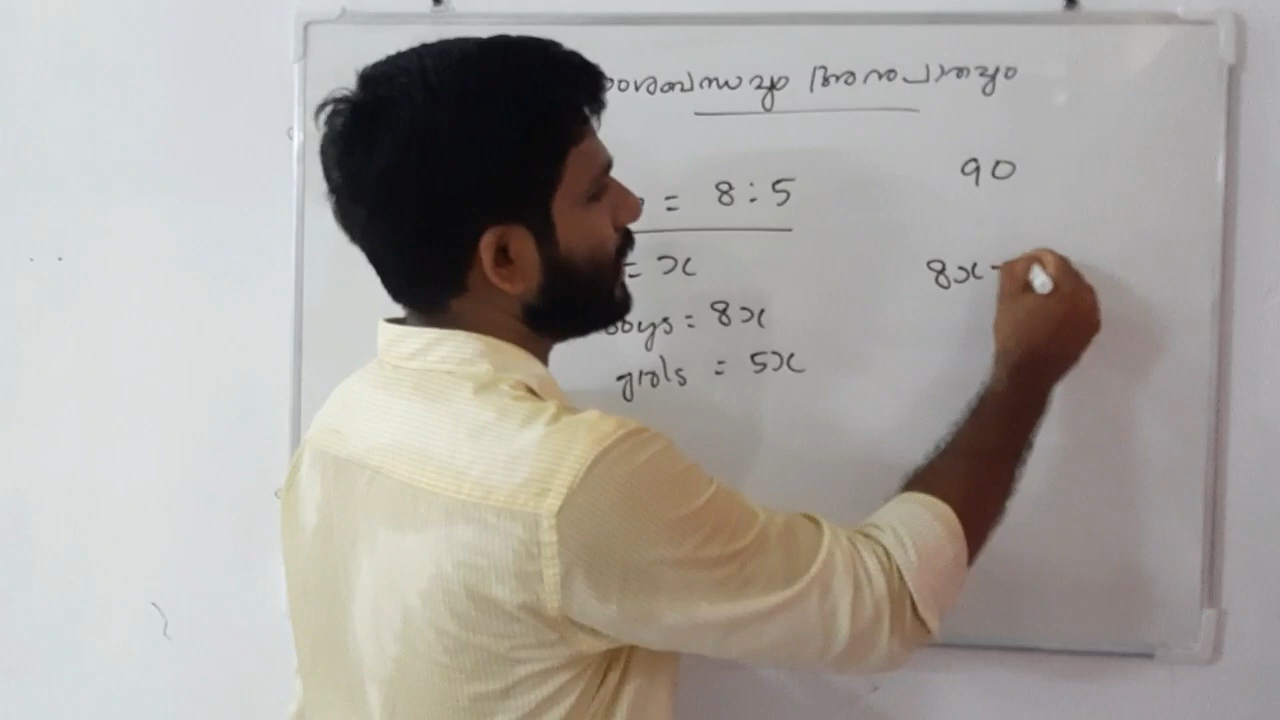 അംശബന്ധവും അനുപാതവും
= 8:5
= x
boys = 8x
girls = 5x
90
8x-